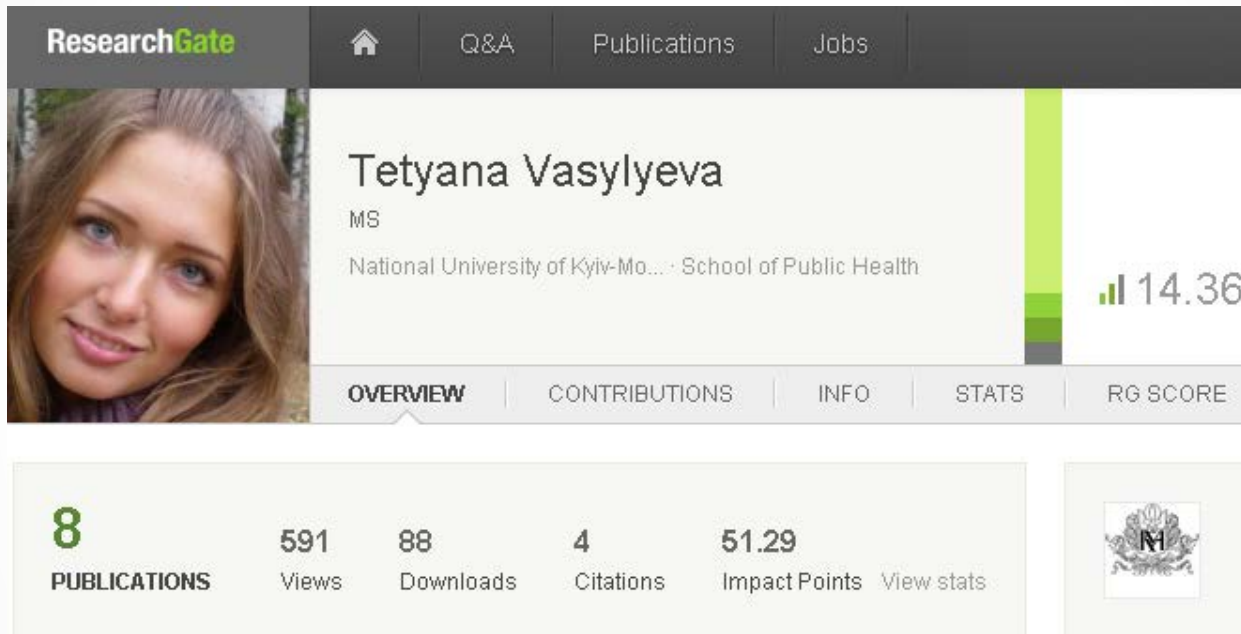 ResearchGate
Q&A Publications Jobs
Tetyana Vasylyeva
MS
National University of Kyiv-Mo... · School of Public Health
14.36
OVERVIEW CONTRIBUTIONS INFO STATS RG SCORE
8 591 88 4 51.29
PUBLICATIONS Views Downloads Citations Impact Points View stats